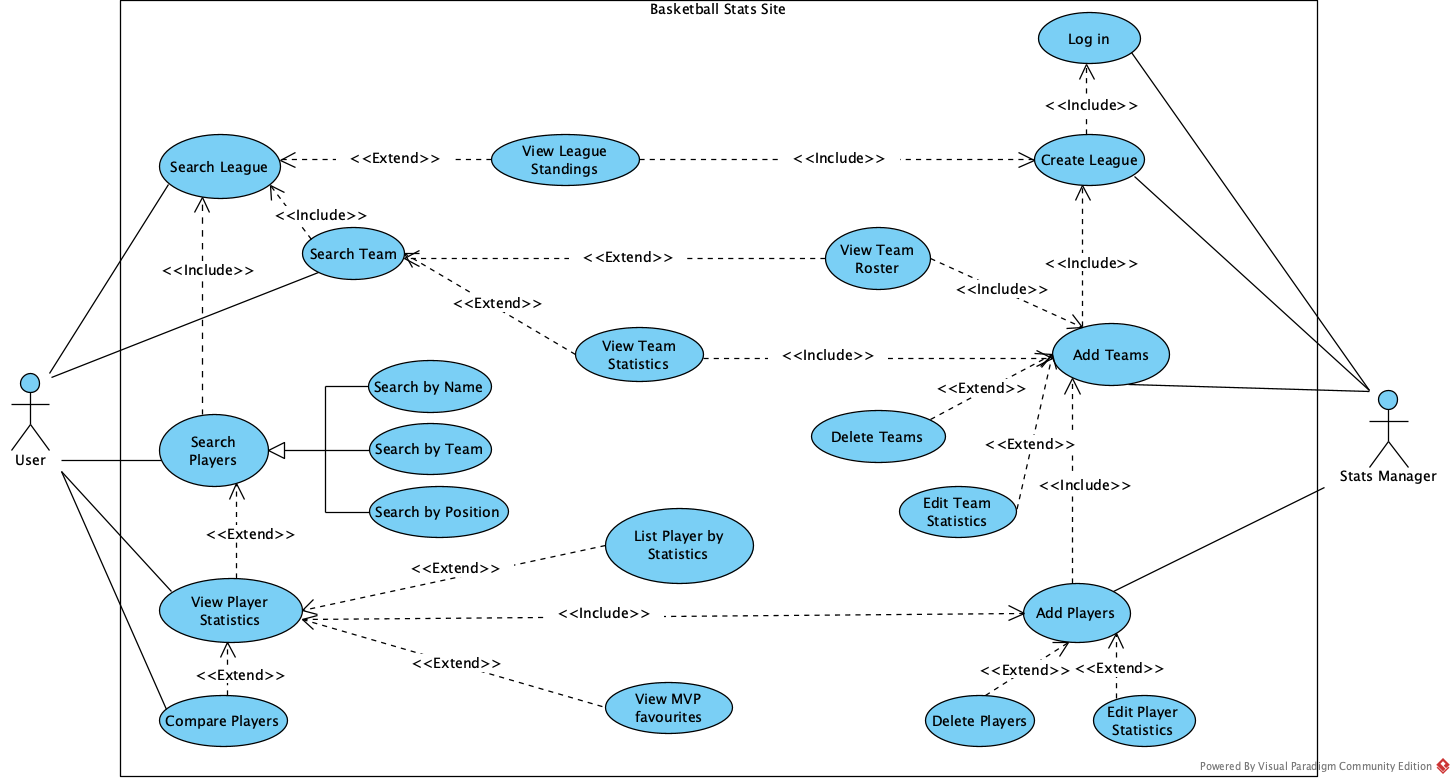 Basketball Stats Site
Log in
<<Include>>
Search League
<<Extend>>
View League
Standings
<<Include>>
Create League
<<Include>>
Search Team
<<Extend>>
View Team
Roster
<<Include>>
<<Include>>
<<Include>>
<<Extend>>
View Team
Statistics
<<Include>>
Add Teams
<<Extend>>
Search by Name
Delete Teams
User
Search
Players
Search by Team
<<Extend>>
Stats Manager
<<Include>>
Search by Position
Edit Team
Statistics
<<Extend>>
List Player by
Statistics
<<Extend>>
View Player
Statistics
<<Include>>
Add Players
<<Extend>>
<<Extend>>
<<Extend>>
<<Extend>>
Compare Players
View MVP
favourites
Delete Players
Edit Player
Statistics
Powered By Visual Paradigm Community Edition